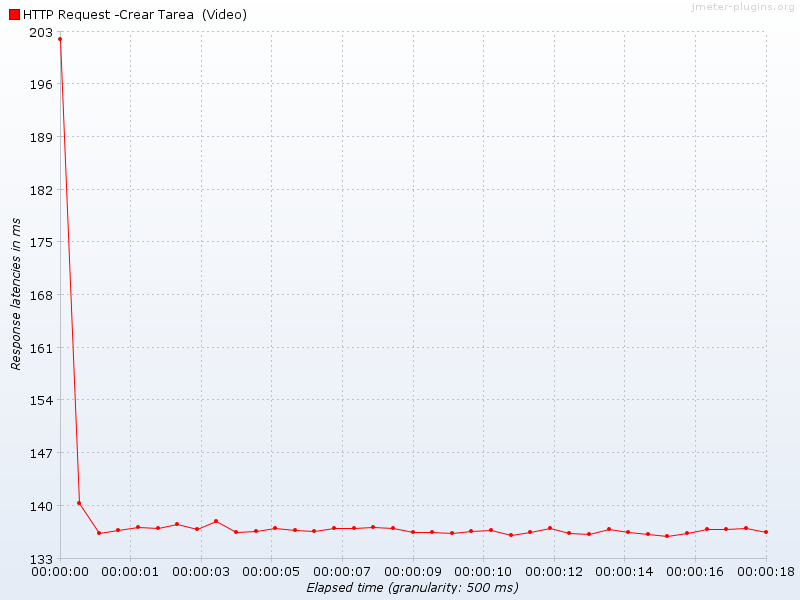 jmeter-plugins.org
HTTP Request -Crear Tarea  (Video)
203
196
189
182
175
168
161
154
147
140
133
Response latencies in ms
00:00:00 00:00:01 00:00:03 00:00:05 00:00:07 00:00:09 00:00:10 00:00:12 00:00:14 00:00:16 00:00:18
Elapsed time (granularity: 500 ms)